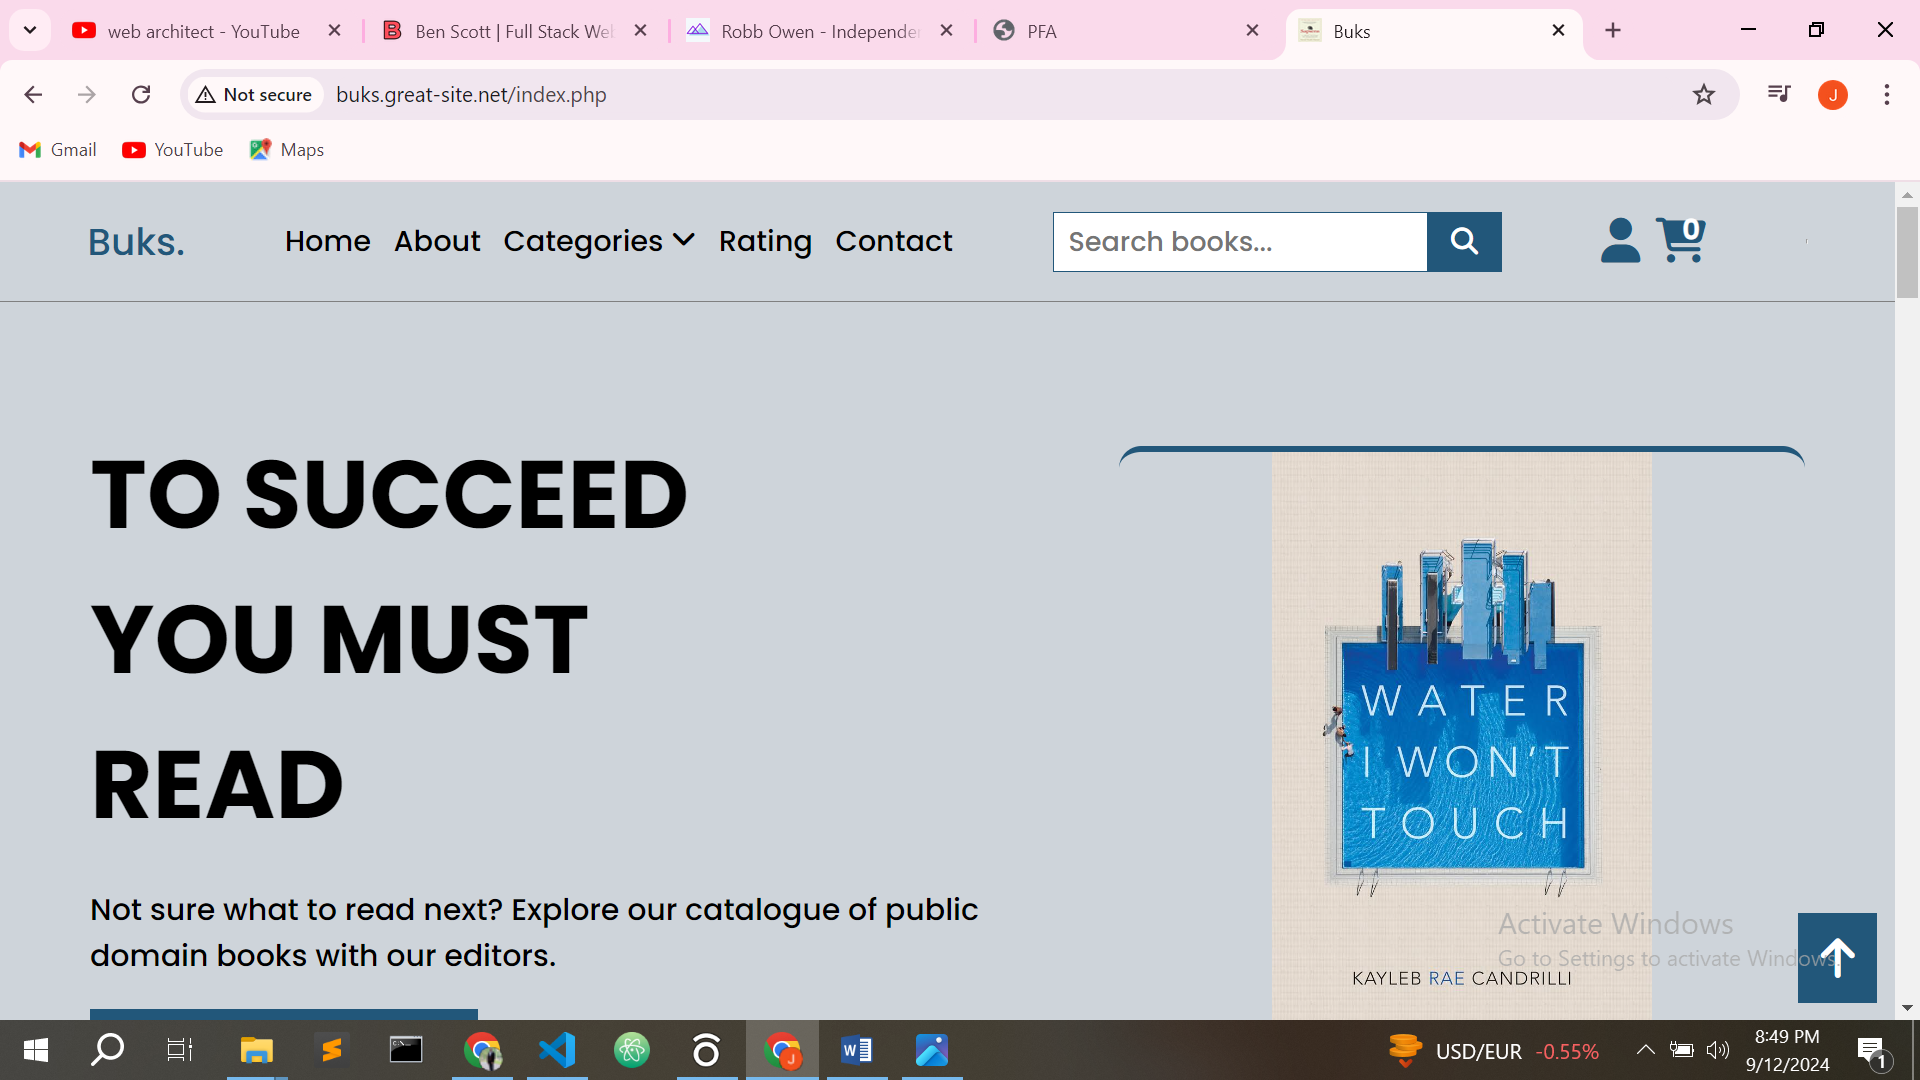 web architect - YouTube
Ben Scott | Full Stack Wel
Robb Owen - Independer
PFA
Buks
Not secure
buks.great-site.net/index.php
J
Gmail
YouTube
Maps
Buks.
Home
About
Categories
Rating
Contact
Search books...
0
TO SUCCEED
YOU MUST
READ
Not sure what to read next? Explore our catalogue of public
domain books with our editors.
WATER
I WON'T
TOUCH
KAYLEB RAE CANDRILLI
Activate Windows
Go to Settings to activate Windows.
USD/EUR -0.55%
8:49 PM
9/12/2024
1